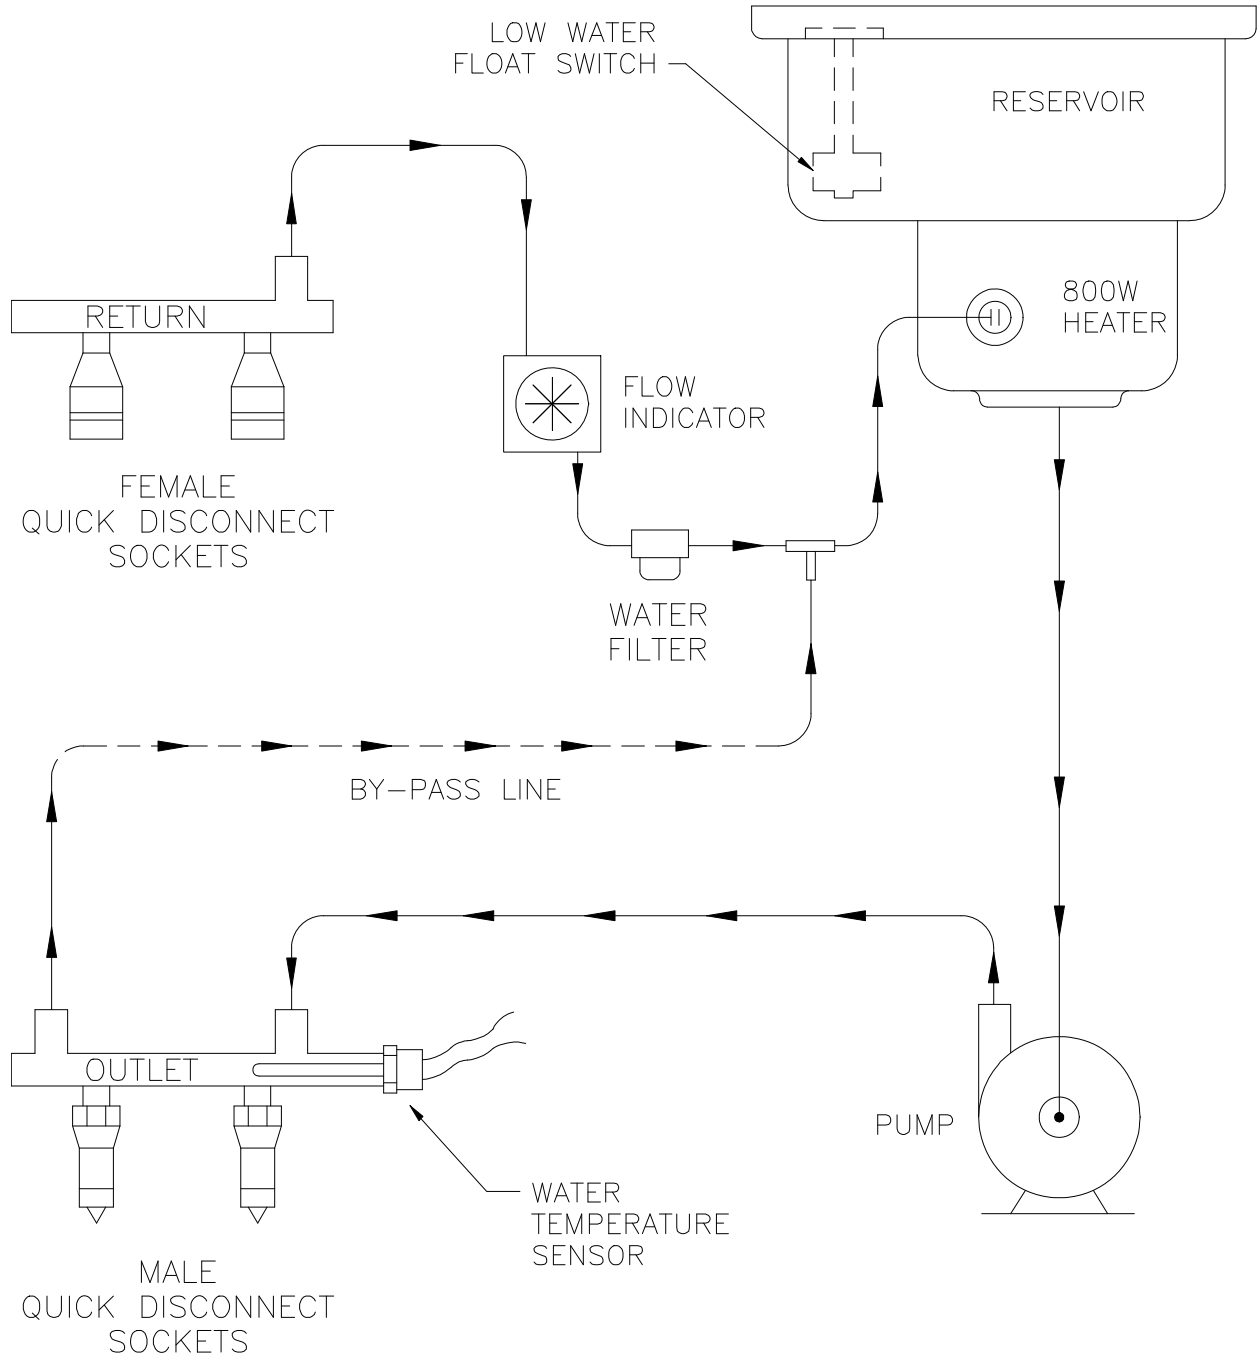 LOW WATER
FLOAT SWITCH
RESERVOIR
800W
HEATER
RETURN
FLOW
INDICATOR
FEMALE
QUICK DISCONNECT
SOCKETS
WATER
FILTER
BY-PASS LINE
OUTLET
PUMP
WATER
TEMPERATURE
SENSOR
MALE
QUICK DISCONNECT
SOCKETS